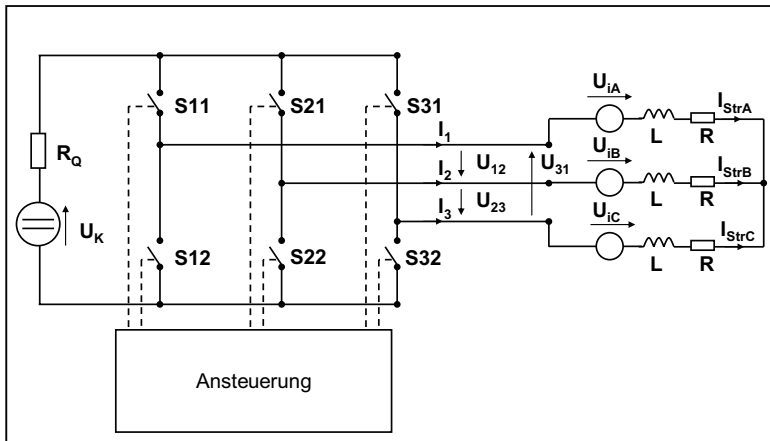 U_iA
I_StrA
S11
S21
S31
I_1
L
R
R_Q
U_12
U_31
U_iB
I_StrB
I_2
L
R
U_K
I_3
U_23
U_iC
I_StrC
S12
S22
S32
L
R
Ansteuerung